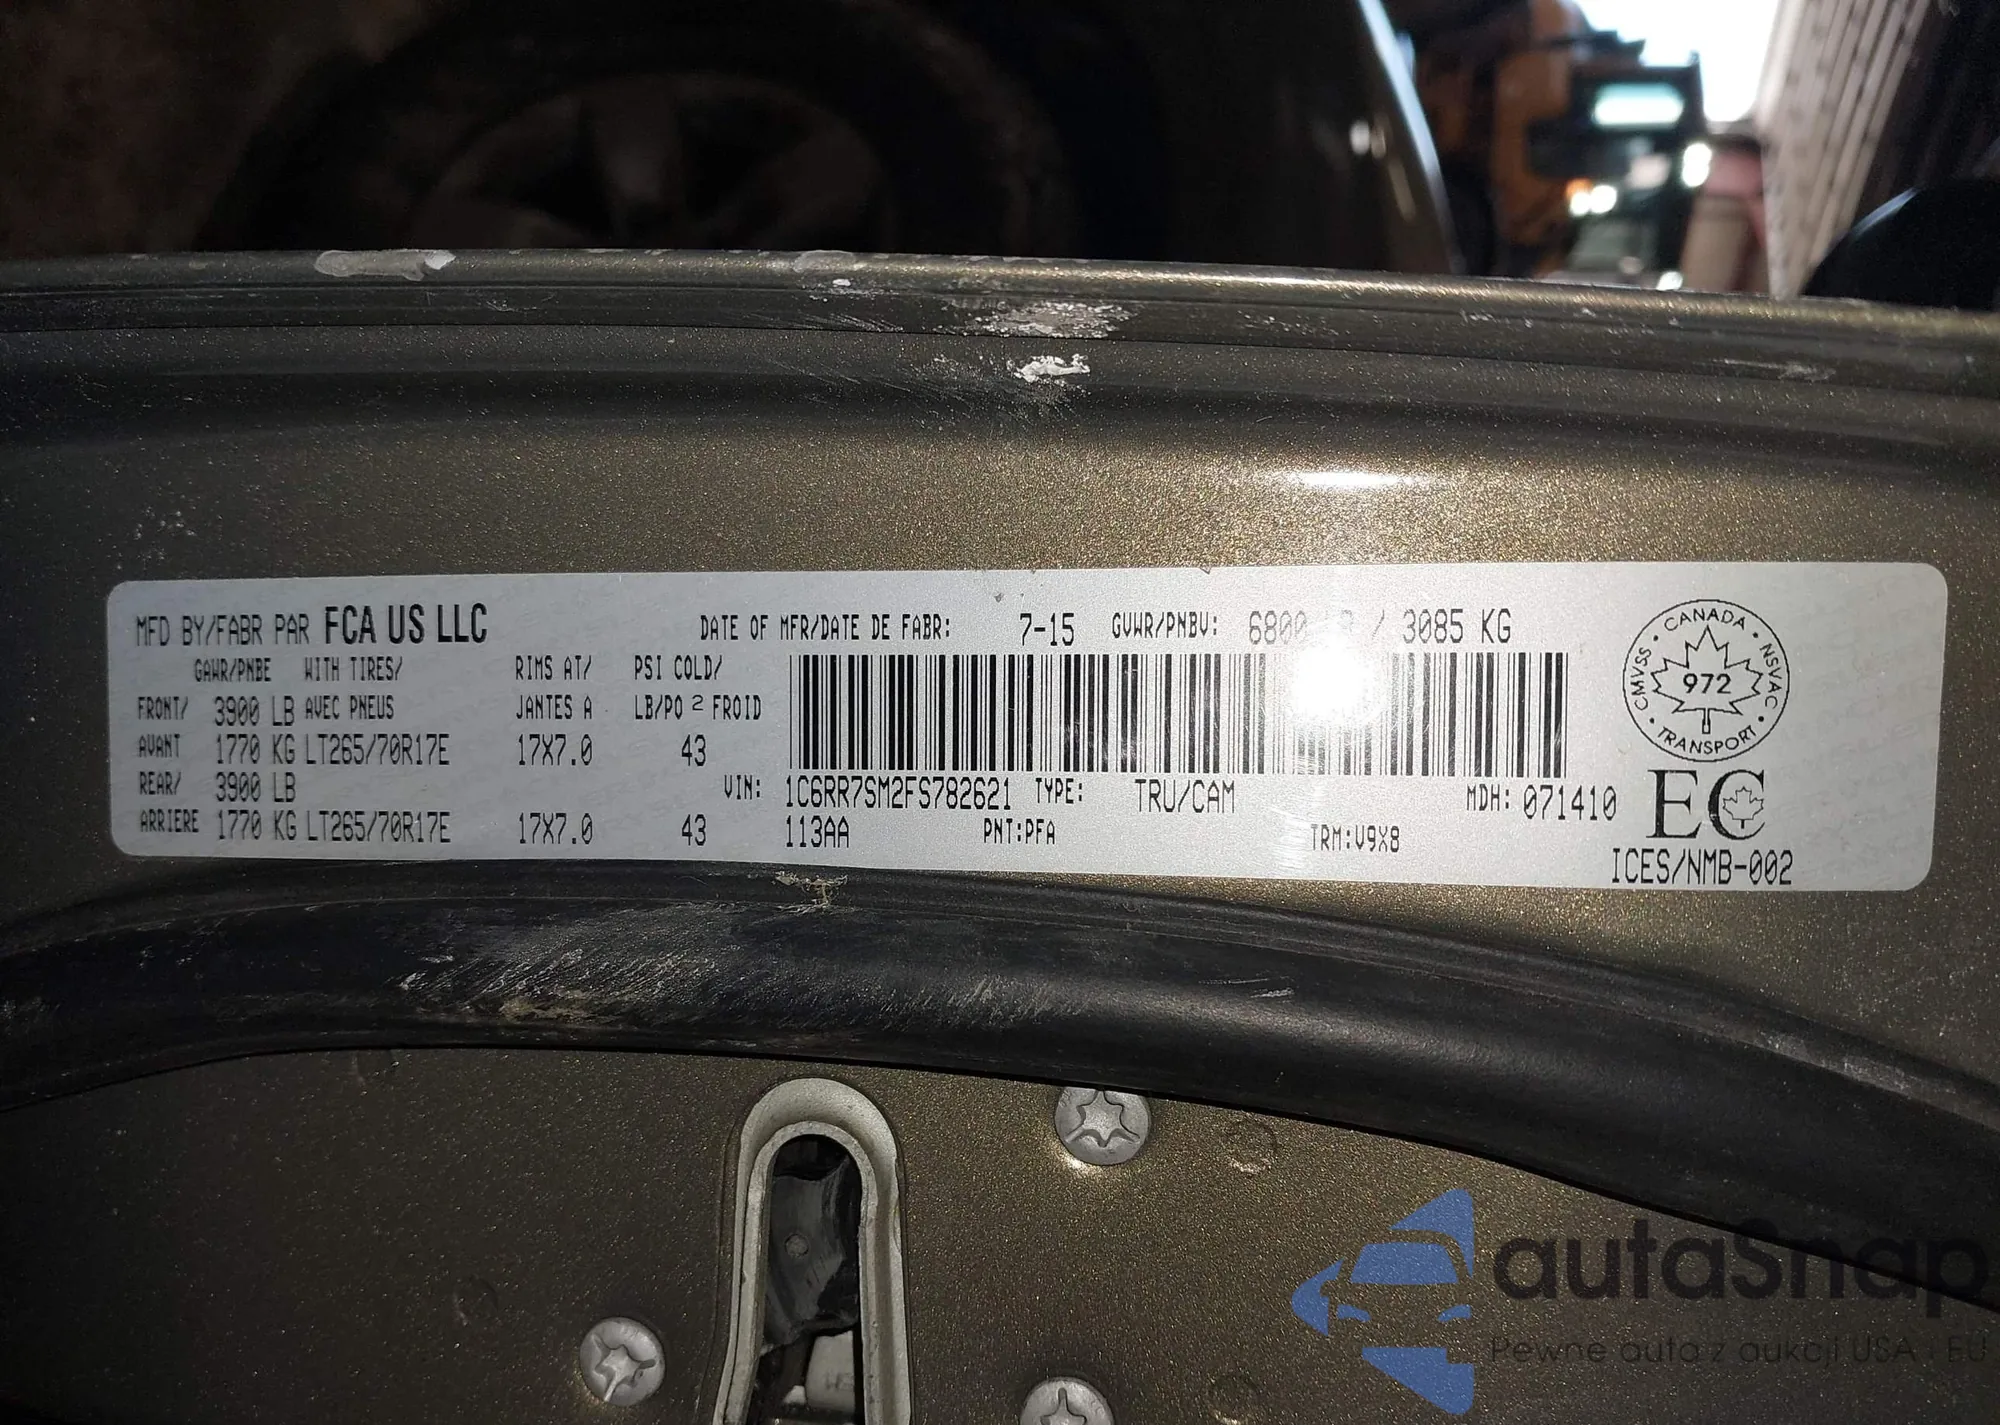 MFD BY/FABR PAR FCA US LLC DATE OF MFR/DATE DE FABR: 7-15 GVWR/PNBV: 6800 / 3085 KG
GAWR/PNBE WITH TIRES/ RIMS AT/ PSI COLD/
FRONT/ 3900 LB AVEC PNEUS JANTES A LB/PO 2 FROID
AVANT 1770 KG LT265/70R17E 17X7.0 43
REAR/ 3900 LB
VIN: 1C6RR7SM2FS782621 TYPE: TRU/CAM MDH: 071410
ARRIERE 1770 KG LT265/70R17E 17X7.0 43 113AA PNT:PFA TRM:V9X8
CANADA
CMVSS 972 NSVAC
TRANSPORT
EC
ICES/NMB-002
autoSnap
Pewne auta z aukcji USA i EU